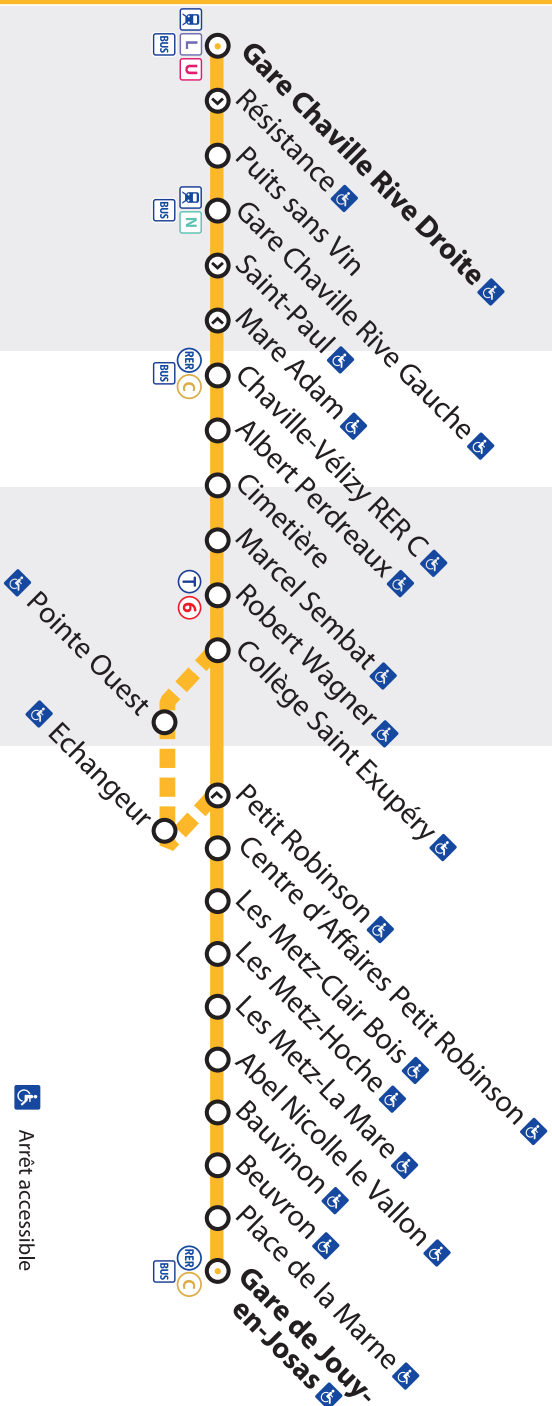 BUS L U
Gare Chaville Rive Droite
Résistance
Puits sans Vin
BUS N
Gare Chaville Rive Gauche
Saint-Paul
Mare Adam
BUS RER C
Chaville-Vélizy RER C
Albert Perdreaux
Cimetière
Marcel Sembat
T 6
Robert Wagner
Collège Saint Exupéry
Pointe Ouest
Echangeur
Petit Robinson
Centre d'Affaires Petit Robinson
Les Metz-Clair Bois
Les Metz-Hoche
Les Metz-La Mare
Abel Nicolle le Vallon
Bauvinon
Beuvron
Place de la Marne
BUS RER C
Gare de Jouy-
en-Josas
Arrêt accessible